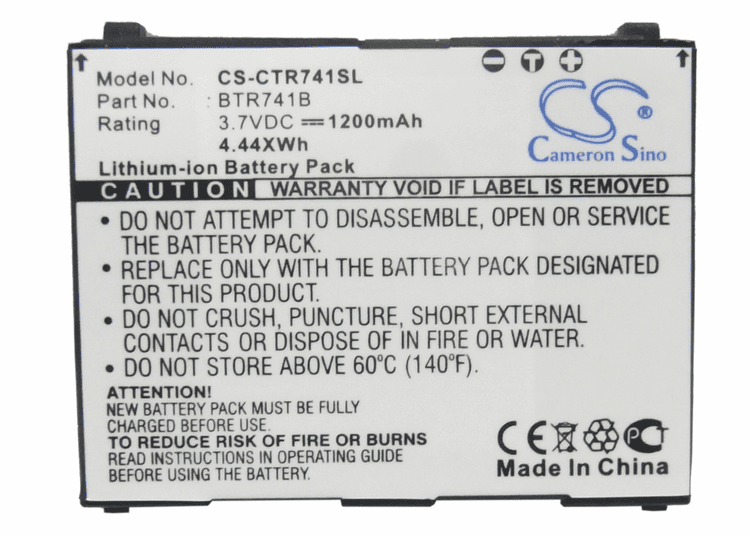 Model No. CS-CTR741SL
Part No. : BTR741B
Rating : 3.7VDC ⎓ 1200mAh
4.44XWh
Lithium-ion Battery Pack
CS
Cameron Sino
CAUTION WARRANTY VOID IF LABEL IS REMOVED
• DO NOT ATTEMPT TO DISASSEMBLE, OPEN OR SERVICE
THE BATTERY PACK.
• REPLACE ONLY WITH THE BATTERY PACK DESIGNATED
FOR THIS PRODUCT.
• DO NOT CRUSH, PUNCTURE, SHORT EXTERNAL
CONTACTS OR DISPOSE OF IN FIRE OR WATER.
• DO NOT STORE ABOVE 60°C (140°F).
ATTENTION!
NEW BATTERY PACK MUST BE FULLY
CHARGED BEFORE USE.
TO REDUCE RISK OF FIRE OR BURNS
READ INSTRUCTIONS IN OPERATING GUIDE
BEFORE USING THE BATTERY PACK.
CE PCT
Made In China